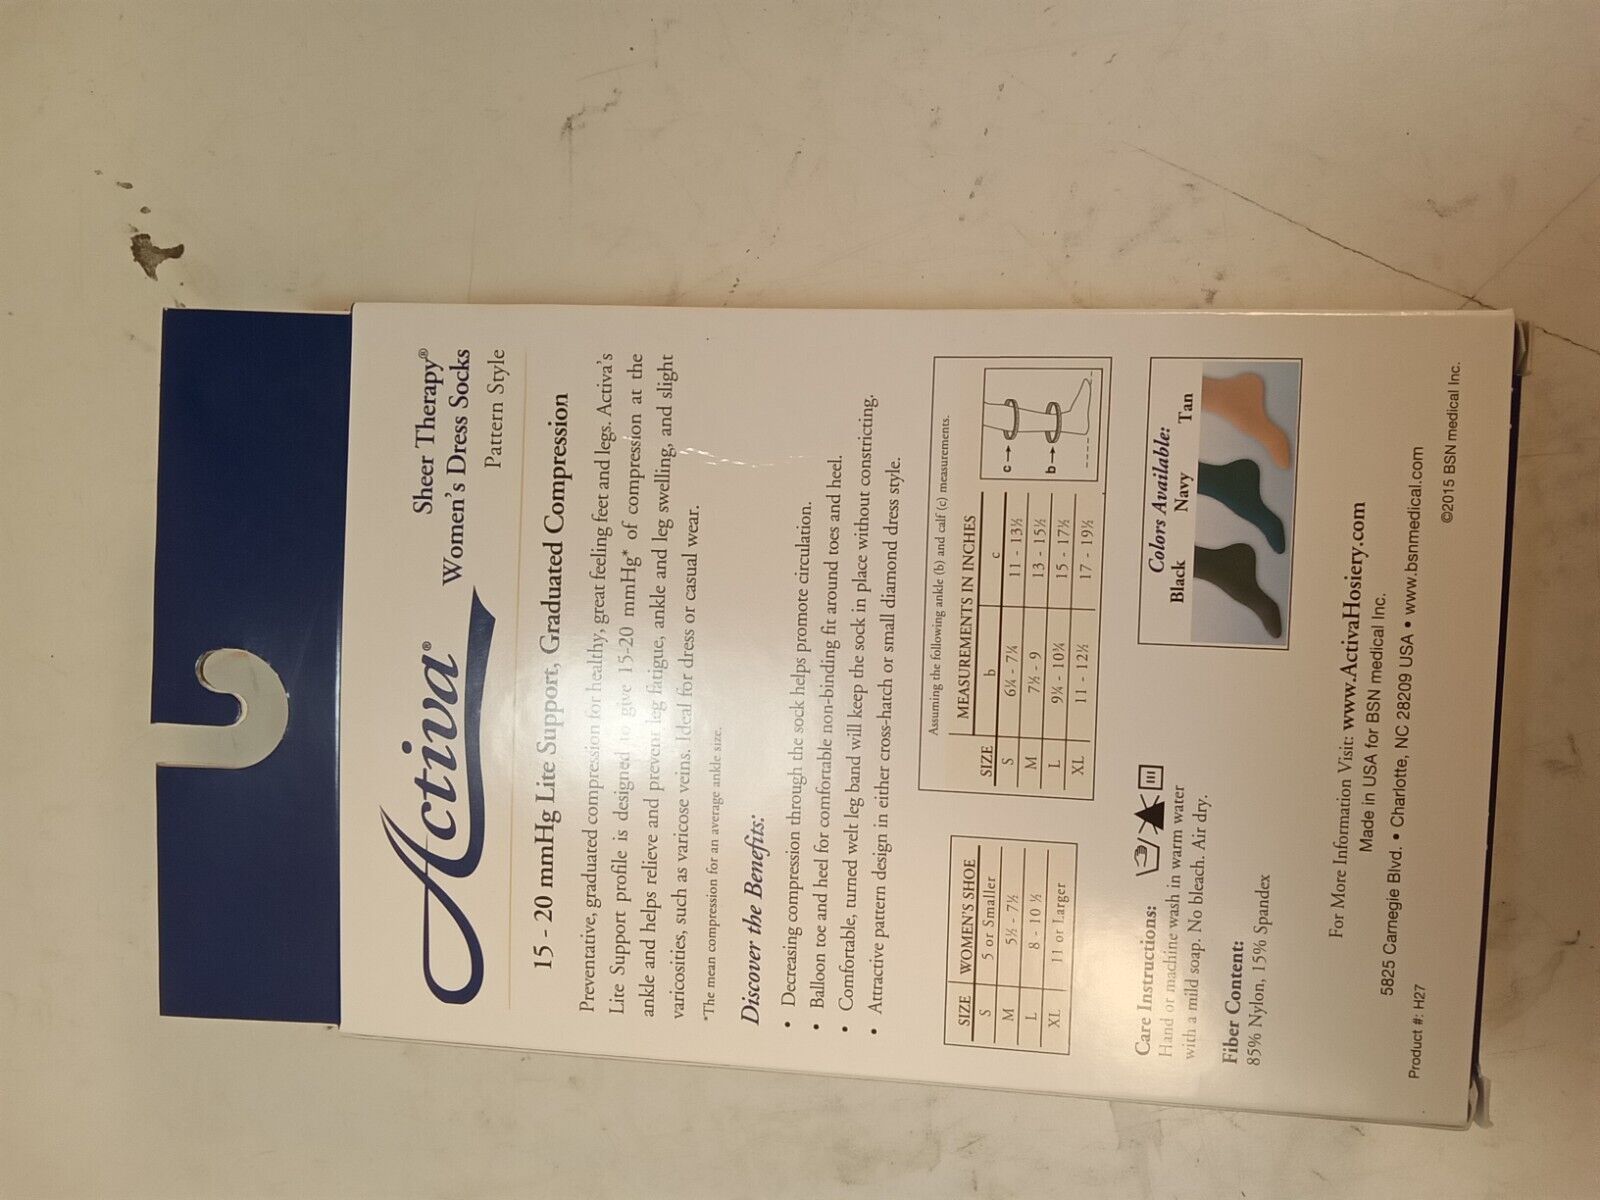 Activa®
Sheer Therapy®
Women's Dress Socks
Pattern Style
15 - 20 mmHg Lite Support, Graduated Compression
Preventative, graduated compression for healthy, great feeling feet and legs. Activa's
Lite Support profile is designed to give 15-20 mmHg* of compression at the
ankle and helps relieve and prevent leg fatigue, ankle and leg swelling, and slight
varicosities, such as varicose veins. Ideal for dress or casual wear.
*The mean compression for an average ankle size.
Discover the Benefits:
• Decreasing compression through the sock helps promote circulation.
• Balloon toe and heel for comfortable non-binding fit around toes and heel.
• Comfortable, turned welt leg band will keep the sock in place without constricting.
• Attractive pattern design in either cross-hatch or small diamond dress style.
SIZE WOMEN'S SHOE
S 5 or Smaller
M 5½ - 7½
L 8 - 10 ½
XL 11 or Larger
Assuming the following ankle (b) and calf (c) measurements.
SIZE MEASUREMENTS IN INCHES
b c
S 6¼ - 7¼ 11 - 13½
M 7½ - 9 13 - 15½
L 9¼ - 10¾ 15 - 17½
XL 11 - 12½ 17 - 19½
c→
b→
Care Instructions:
Hand or machine wash in warm water
with a mild soap. No bleach. Air dry.
Fiber Content:
85% Nylon, 15% Spandex
Colors Available:
Black Navy Tan
For More Information Visit: www.ActivaHosiery.com
Made in USA for BSN medical Inc.
5825 Carnegie Blvd. • Charlotte, NC 28209 USA • www.bsnmedical.com
Product #: H27
©2015 BSN medical Inc.